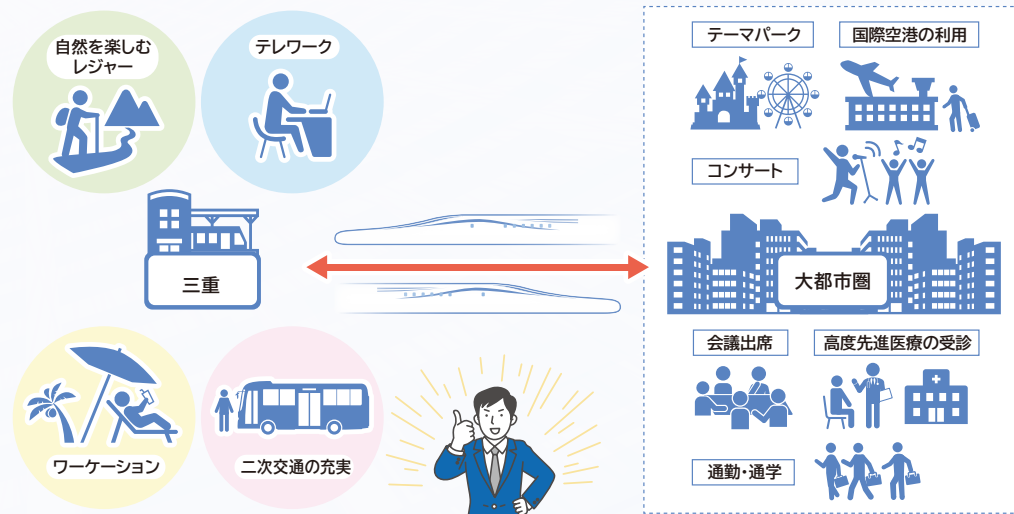 自然を楽しむ
レジャー
テレワーク
三重
ワーケーション
二次交通の充実
テーマパーク
国際空港の利用
コンサート
大都市圏
会議出席
高度先進医療の受診
通勤・通学